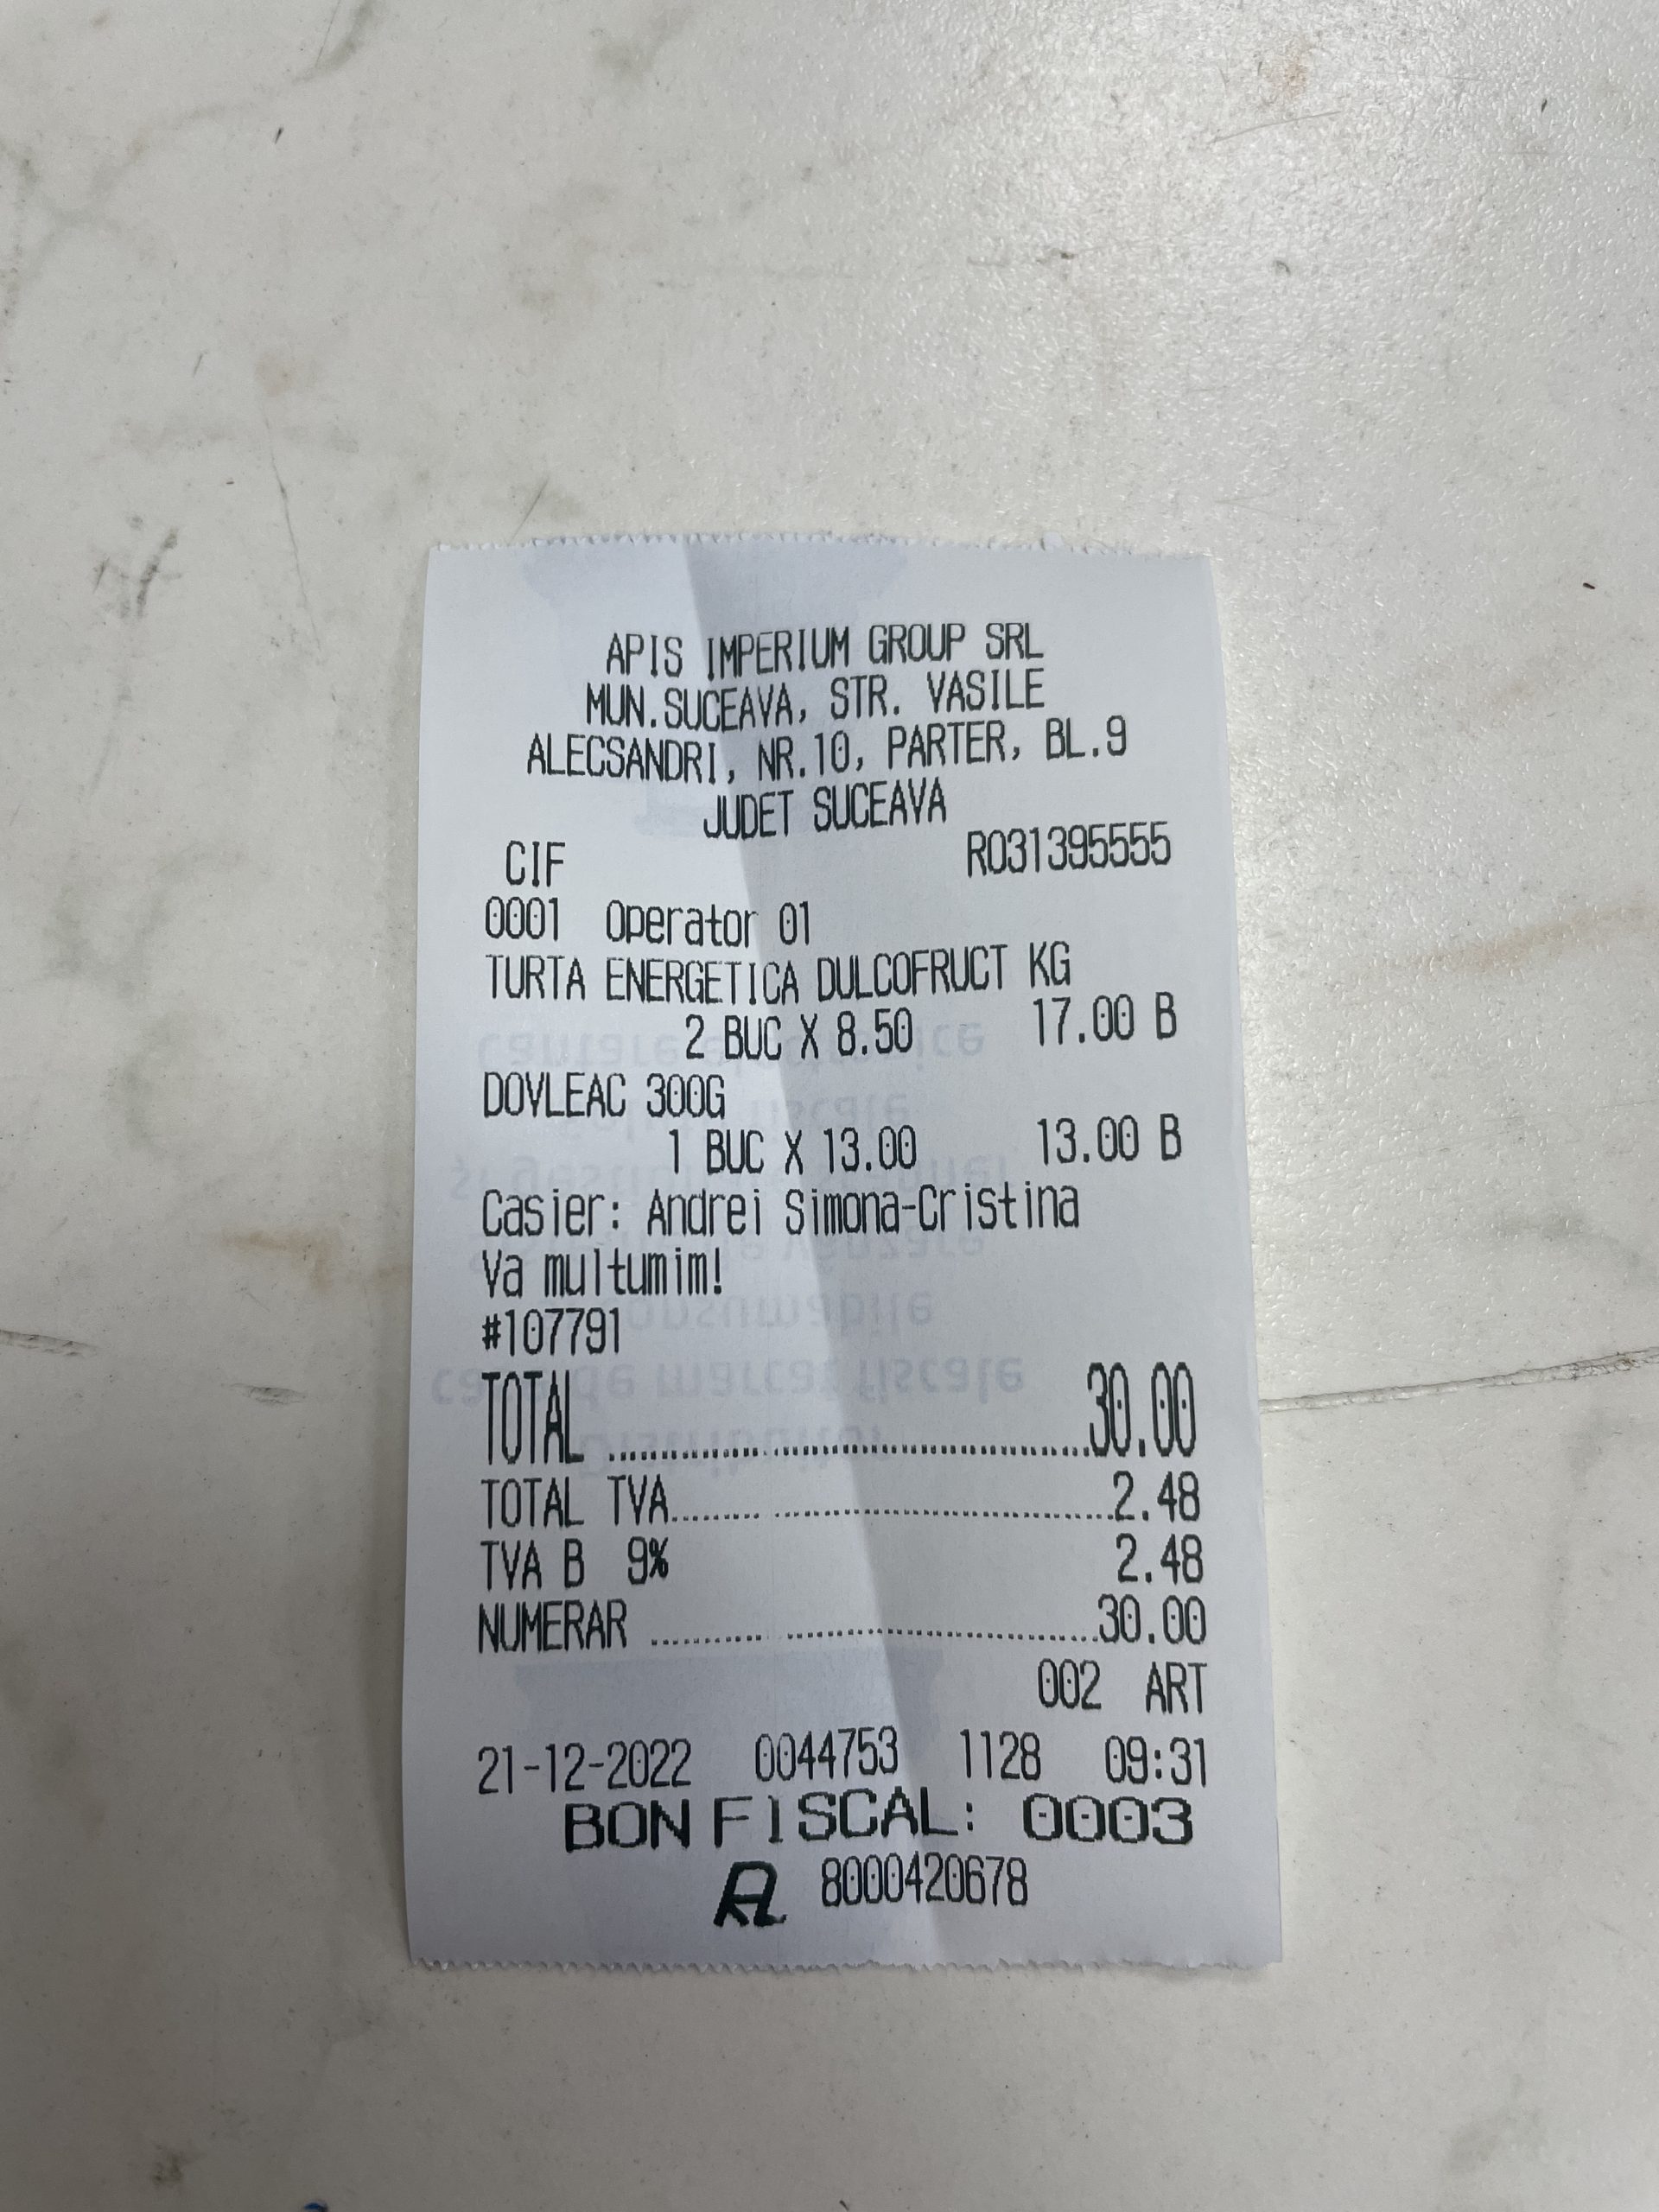 APIS IMPERIUM GROUP SRL
MUN.SUCEAVA, STR. VASILE
ALECSANDRI, NR.10, PARTER, BL.9
JUDET SUCEAVA
CIF RO31395555
0001 Operator 01
TURTA ENERGETICA DULCOFRUCT KG
2 BUC X 8.50 17.00 B
DOVLEAC 300G
1 BUC X 13.00 13.00 B
Casier: Andrei Simona-Cristina
Va multumim!
#107791
TOTAL ........................................30.00
TOTAL TVA........................................2.48
TVA B 9% 2.48
NUMERAR ........................................30.00
002 ART
21-12-2022 0044753 1128 09:31
BON FISCAL: 0003
8000420678